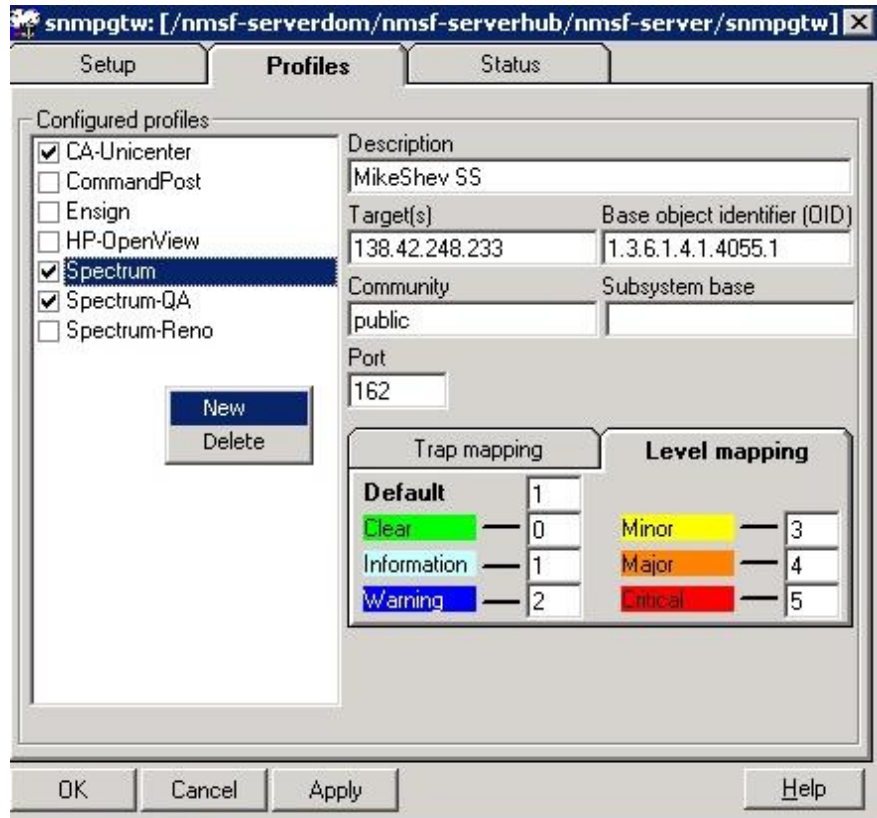 snmpgtw: [/nmsf-serverdom/nmsf-serverhub/nmsf-server/snmpgtw]
Setup Profiles Status
Configured profiles
CA-Unicenter
CommandPost
Ensign
HP-OpenView
Spectrum
Spectrum-QA
Spectrum-Reno
New
Delete
Description
MikeShev SS
Target(s) Base object identifier (OID)
138.42.248.233 1.3.6.1.4.1.4055.1
Community Subsystem base
public
Port
162
Trap mapping Level mapping
Default 1
Clear 0 Minor 3
Information 1 Major 4
Warning 2 Critical 5
OK Cancel Apply Help